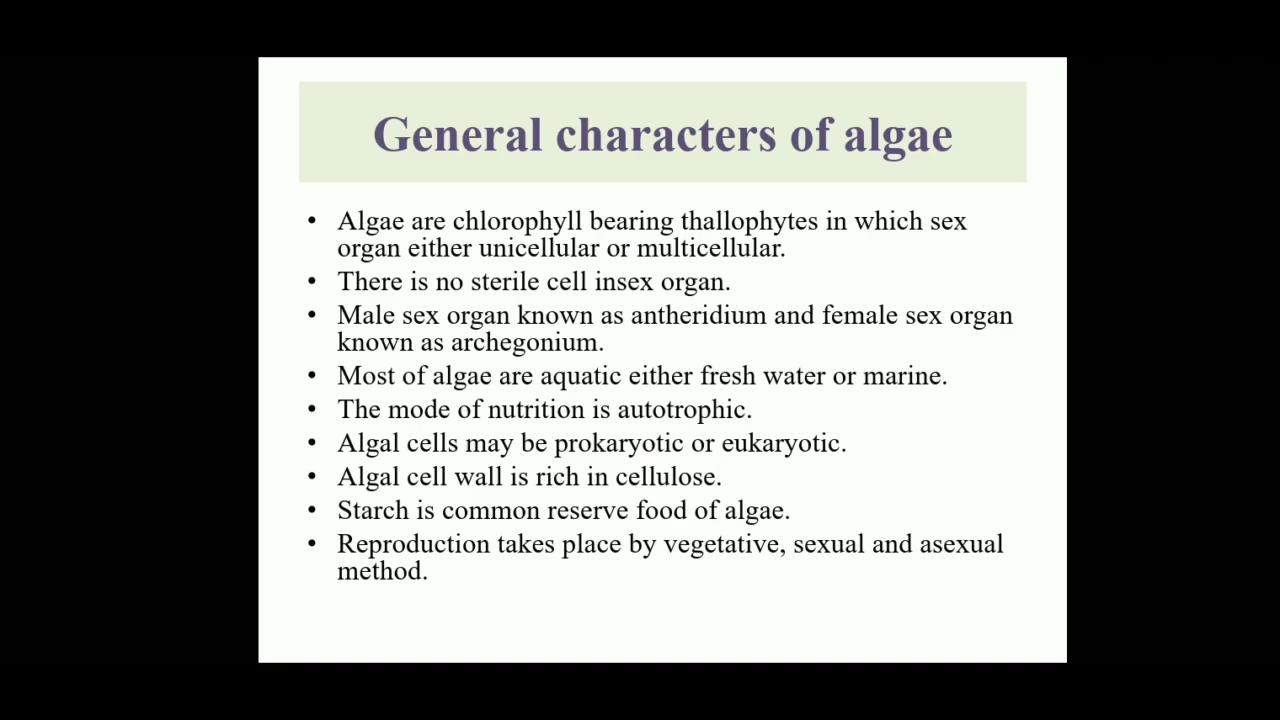 General characters of algae
• Algae are chlorophyll bearing thallophytes in which sex
organ either unicellular or multicellular.
• There is no sterile cell insex organ.
• Male sex organ known as antheridium and female sex organ
known as archegonium.
• Most of algae are aquatic either fresh water or marine.
• The mode of nutrition is autotrophic.
• Algal cells may be prokaryotic or eukaryotic.
• Algal cell wall is rich in cellulose.
• Starch is common reserve food of algae.
• Reproduction takes place by vegetative, sexual and asexual
method.